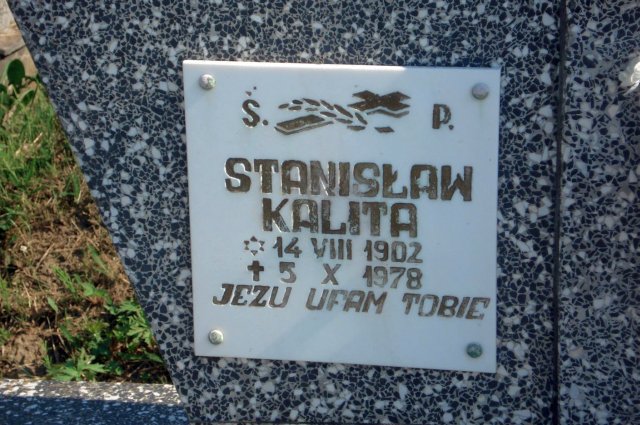 Ś. P.
STANISŁAW
KALITA
✡ 14 VIII 1902
✝ 5 X 1978
JEZU UFAM TOBIE